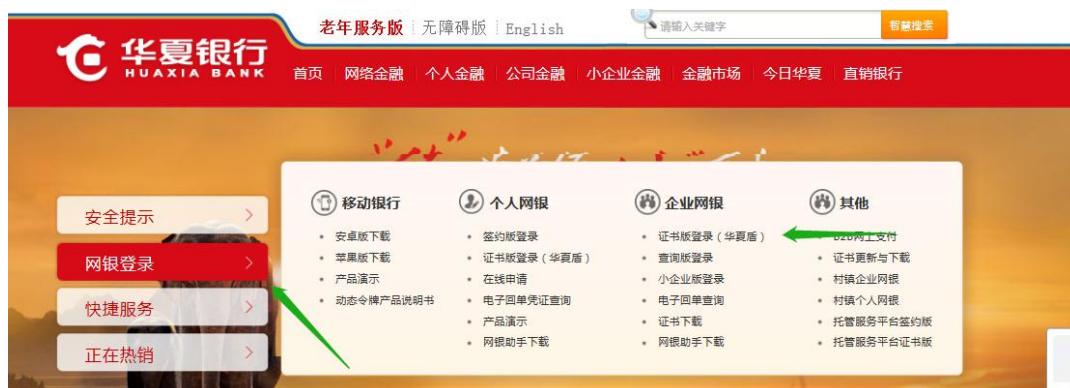 老年服务版 无障碍版 English 请输入关键字 智慧搜索
华夏银行
HUAXIA BANK
首页 网络金融 个人金融 公司金融 小企业金融 金融市场 今日华夏 直销银行
安全提示
网银登录
快捷服务
正在热销
移动银行
安卓版下载
苹果版下载
产品演示
动态令牌产品说明书
个人网银
签约版登录
证书版登录(华夏盾)
在线申请
电子回单凭证查询
产品演示
网银助手下载
企业网银
证书版登录(华夏盾)
查询版登录
小企业版登录
电子回单查询
证书下载
网银助手下载
其他
B2B网上支付
证书更新与下载
村镇企业网银
村镇个人网银
托管服务平台签约版
托管服务平台证书版